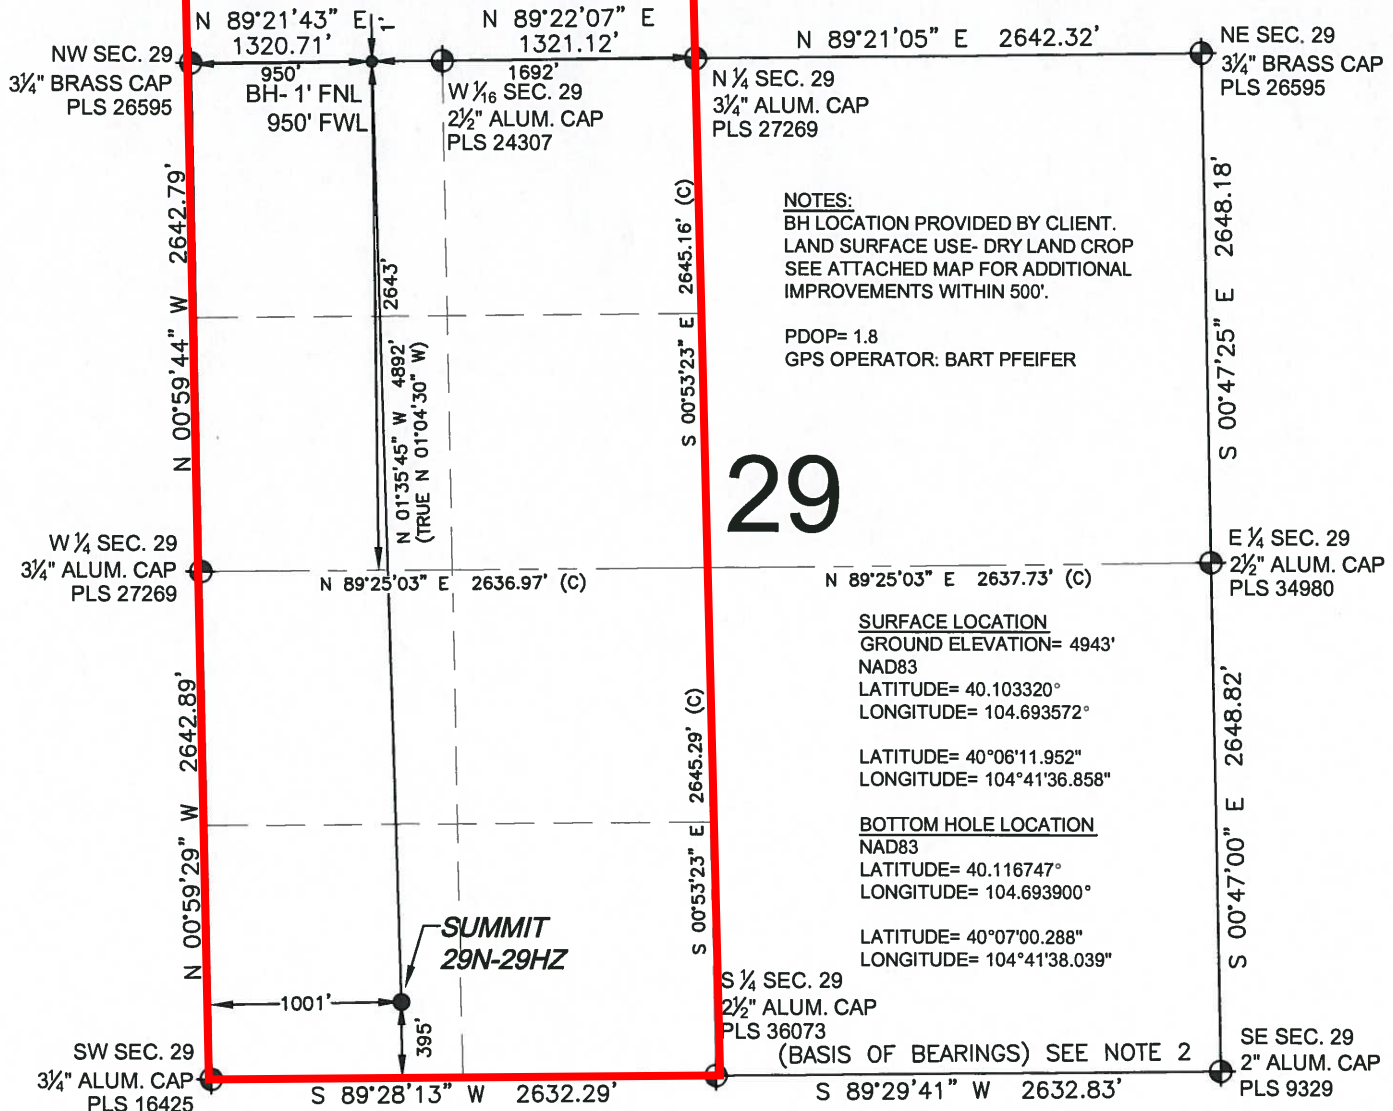 N 89°21'43" E
1320.71'
1'
N 89°22'07" E
1321.12'
N 89°21'05" E 2642.32'
NW SEC. 29
3¼" BRASS CAP
PLS 26595
950'
BH- 1' FNL
950' FWL
1692'
W 1/16 SEC. 29
2½" ALUM. CAP
PLS 24307
N ¼ SEC. 29
3¼" ALUM. CAP
PLS 27269
NE SEC. 29
3¼" BRASS CAP
PLS 26595
N 00°59'44" W 2642.79'
2643'
N 01°35'45" W 4892'
(TRUE N 01°04'30" W)
S 00°53'23" E 2645.16' (C)
NOTES:
BH LOCATION PROVIDED BY CLIENT.
LAND SURFACE USE- DRY LAND CROP
SEE ATTACHED MAP FOR ADDITIONAL
IMPROVEMENTS WITHIN 500'.
PDOP= 1.8
GPS OPERATOR: BART PFEIFER
S 00°47'25" E 2648.18'
29
W ¼ SEC. 29
3¼" ALUM. CAP
PLS 27269
N 89°25'03" E 2636.97' (C)
N 89°25'03" E 2637.73' (C)
E ¼ SEC. 29
2½" ALUM. CAP
PLS 34980
SURFACE LOCATION
GROUND ELEVATION= 4943'
NAD83
LATITUDE= 40.103320°
LONGITUDE= 104.693572°
LATITUDE= 40°06'11.952"
LONGITUDE= 104°41'36.858"
BOTTOM HOLE LOCATION
NAD83
LATITUDE= 40.116747°
LONGITUDE= 104.693900°
LATITUDE= 40°07'00.288"
LONGITUDE= 104°41'38.039"
N 00°59'29" W 2642.89'
S 00°53'23" E 2645.29' (C)
S 00°47'00" E 2648.82'
SUMMIT
29N-29HZ
1001'
395'
S ¼ SEC. 29
2½" ALUM. CAP
PLS 36073
(BASIS OF BEARINGS) SEE NOTE 2
SW SEC. 29
3¼" ALUM. CAP
PLS 16425
S 89°28'13" W 2632.29'
S 89°29'41" W 2632.83'
SE SEC. 29
2" ALUM. CAP
PLS 9329